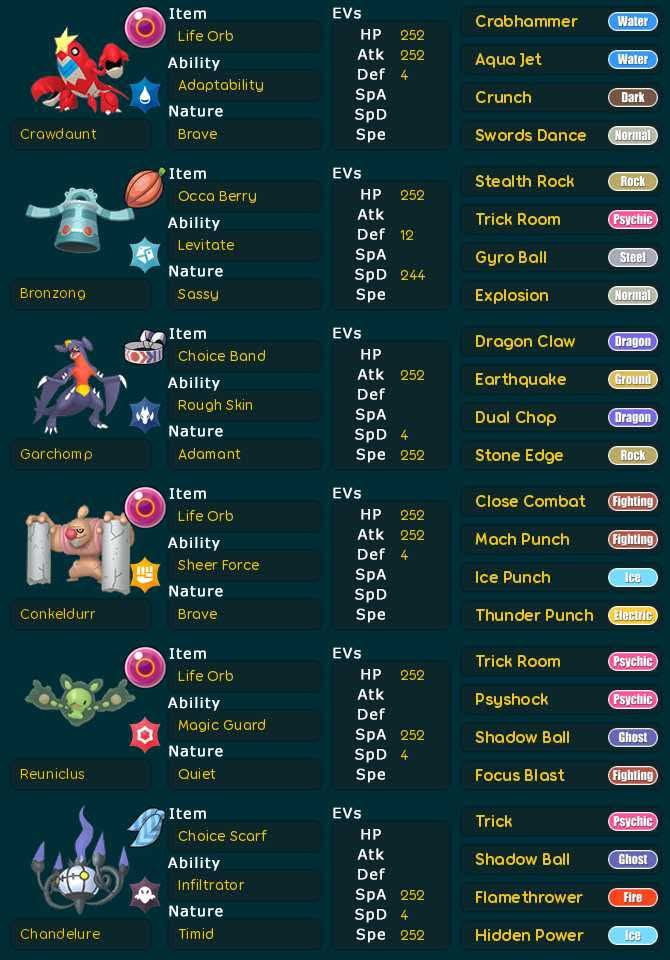 Item
Life Orb
Ability
Adaptability
Nature
Brave
Crawdaunt
EVs
HP 252
Atk 252
Def 4
SpA
SpD
Spe
Crabhammer Water
Aqua Jet Water
Crunch Dark
Swords Dance Normal
Item
Occa Berry
Ability
Levitate
Nature
Sassy
Bronzong
EVs
HP 252
Atk
Def 12
SpA
SpD 244
Spe
Stealth Rock Rock
Trick Room Psychic
Gyro Ball Steel
Explosion Normal
Item
Choice Band
Ability
Rough Skin
Nature
Adamant
Garchomp
EVs
HP
Atk 252
Def
SpA
SpD 4
Spe 252
Dragon Claw Dragon
Earthquake Ground
Dual Chop Dragon
Stone Edge Rock
Item
Life Orb
Ability
Sheer Force
Nature
Brave
Conkeldurr
EVs
HP 252
Atk 252
Def 4
SpA
SpD
Spe
Close Combat Fighting
Mach Punch Fighting
Ice Punch Ice
Thunder Punch Electric
Item
Life Orb
Ability
Magic Guard
Nature
Quiet
Reuniclus
EVs
HP 252
Atk
Def
SpA 252
SpD 4
Spe
Trick Room Psychic
Psyshock Psychic
Shadow Ball Ghost
Focus Blast Fighting
Item
Choice Scarf
Ability
Infiltrator
Nature
Timid
Chandelure
EVs
HP
Atk
Def
SpA 252
SpD 4
Spe 252
Trick Psychic
Shadow Ball Ghost
Flamethrower Fire
Hidden Power Ice